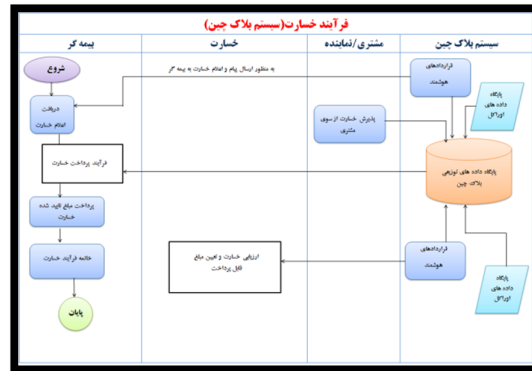 فرآیند خسارت(سیستم بلاک چین)
سیستم بلاک چین
مشتری/نماینده
خسارت
بیمه گر
شروع
به منظور ارسال پیام و اعلام خسارت به بیمه گر
قراردادهای
هوشمند
پایگاه
داده های
اوراکل
دریافت
اعلام خسارت
پذیرش خسارت از سوی
مشتری
فرآیند پرداخت خسارت
پایگاه داده های توزیعی
بلاک چین
پرداخت مبلغ تایید شده
خسارت
خاتمه فرآیند خسارت
ارزیابی خسارت و تعیین مبلغ
قابل پرداخت
قراردادهای
هوشمند
پایگاه
داده های
اوراکل
پایان